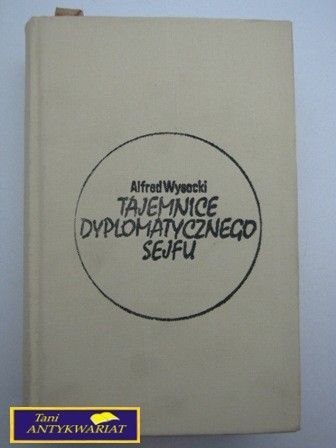 Alfred Wysocki
TAJEMNICE
DYPLOMATYCZNEGO
SEJFU
Tani
ANTYKWARIAT